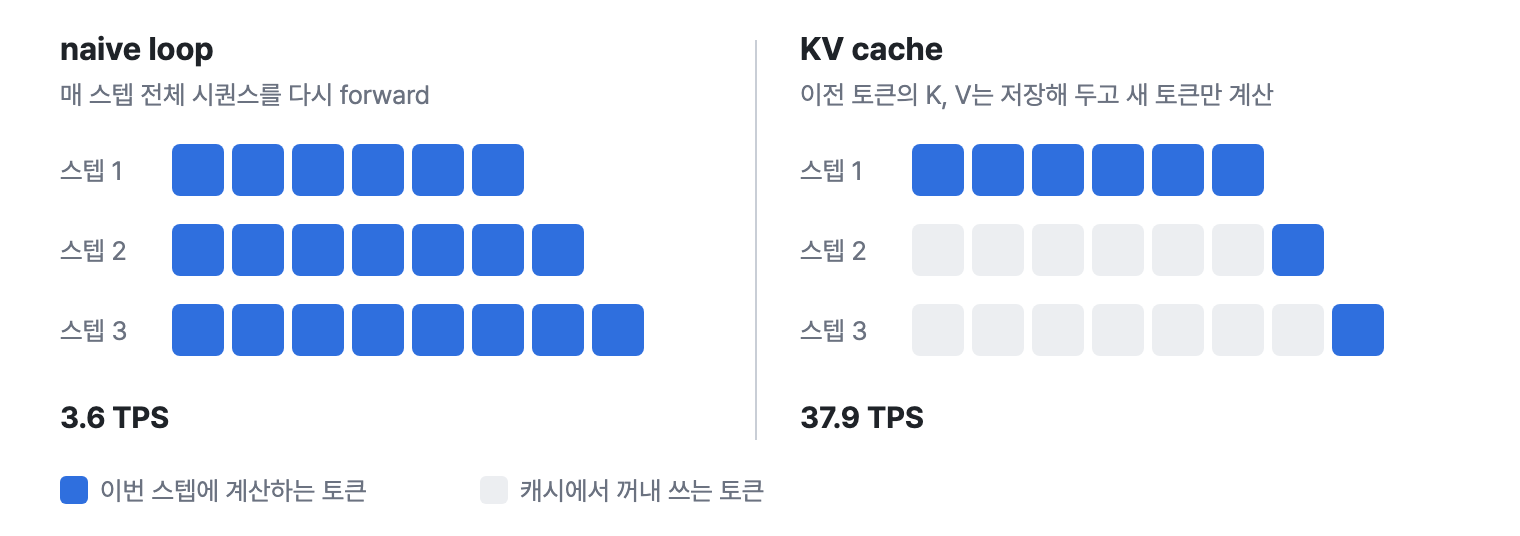 naive loop
매 스텝 전체 시퀀스를 다시 forward
스텝 1
스텝 2
스텝 3
3.6 TPS
KV cache
이전 토큰의 K, V는 저장해 두고 새 토큰만 계산
스텝 1
스텝 2
스텝 3
37.9 TPS
이번 스텝에 계산하는 토큰
캐시에서 꺼내 쓰는 토큰